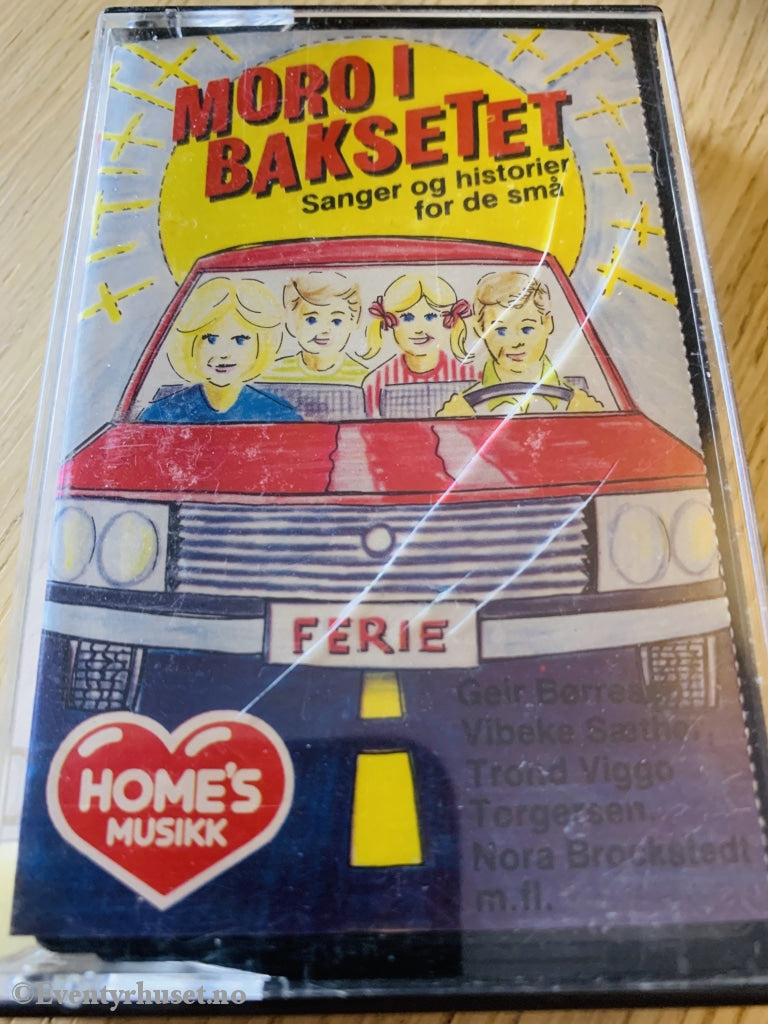 MORO I
BAKSETET
Sanger og historier
for de små
FERIE
Geir Børresen,
Vibeke Sæther,
Trond Viggo
Torgersen,
Nora Brockstedt
m.fl.
HOME'S
MUSIKK
©Eventyrhuset.no